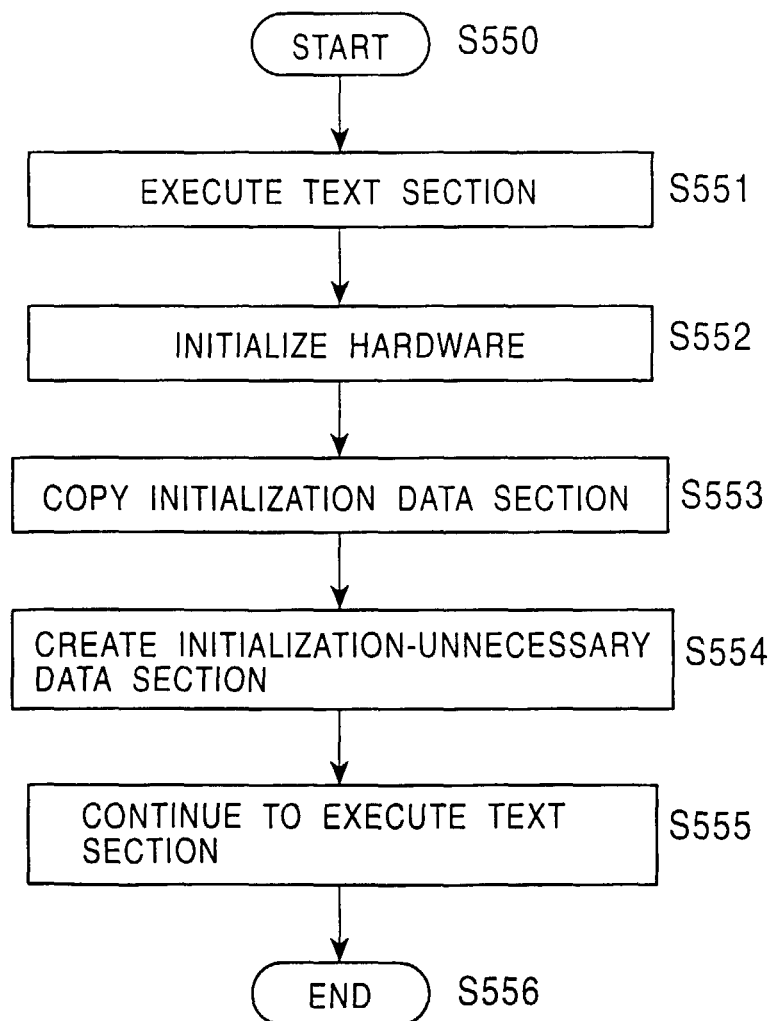 START S550
EXECUTE TEXT SECTION S551
INITIALIZE HARDWARE S552
COPY INITIALIZATION DATA SECTION S553
CREATE INITIALIZATION-UNNECESSARY S554
DATA SECTION
CONTINUE TO EXECUTE TEXT S555
SECTION
END S556